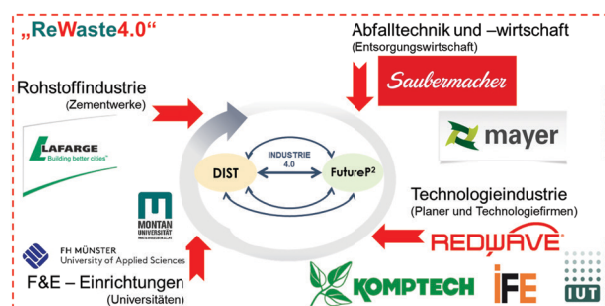 „ReWaste4.0“
Abfalltechnik und –wirtschaft
(Entsorgungswirtschaft)
Saubermacher
mayer
Rohstoffindustrie
(Zementwerke)
LAFARGE
Building better cities®
INDUSTRIE
4.0
DIST
FutureP²
MONTAN
UNIVERSITÄT
FH MÜNSTER
University of Applied Sciences
F&E – Einrichtungen
(Universitäten)
Technologieindustrie
(Planer und Technologiefirmen)
REDWAVE®
KOMPTECH
IFE
IUT